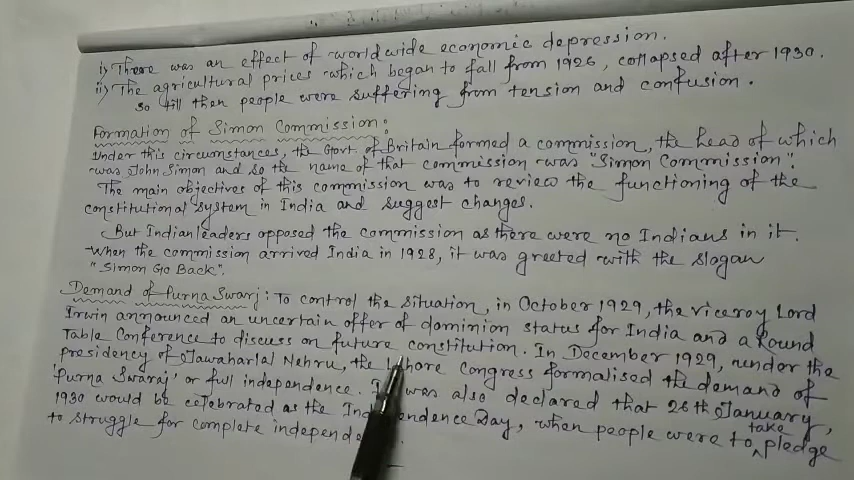 i) There was an effect of worldwide economic depression.
ii) The agricultural prices which began to fall from 1926, collapsed after 1930.
so till then people were suffering from tension and confusion.
Formation of Simon Commission:
Under this circumstances, the Govt. of Britain formed a commission, the head of which
was John Simon and so the name of that commission was "Simon Commission".
The main objectives of this commission was to review the functioning of the
constitutional system in India and suggest changes.
But Indian leaders opposed the commission as there were no Indians in it.
When the commission arrived India in 1928, it was greeted with the slogan
"Simon Go Back".
Demand of Purna Swarj: To control the situation, in October 1929, the viceroy Lord
Irwin announced an uncertain offer of dominion status for India and a Round
Table Conference to discuss on future constitution. In December 1929, under the
presidency of Jawaharlal Nehru, the Lahore Congress formalised the demand of
'Purna Swaraj' or full independence. It was also declared that 26th January,
1930 would be celebrated as the Independence Day, when people were to take pledge
to struggle for complete independence.